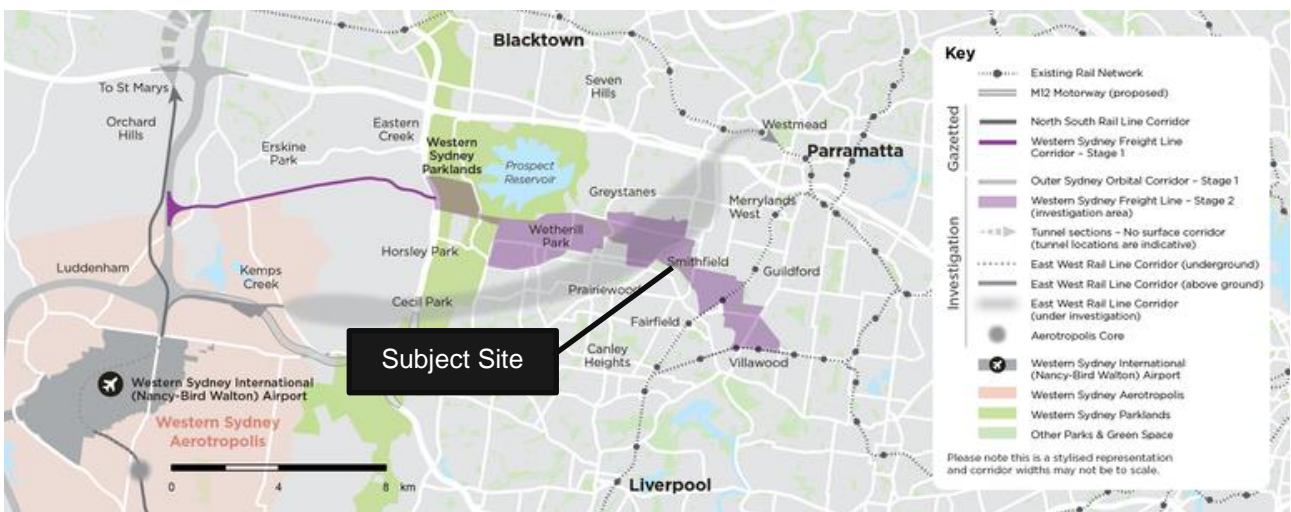 Blacktown
To St Marys
Orchard
Hills
Erskine
Park
Eastern
Creek
Western
Sydney
Parklands
Prospect
Reservoir
Seven
Hills
Westmead
Parramatta
Greystanes
Merrylands
West
Wetherill
Park
Horsley Park
Luddenham
Kemps
Creek
Cecil Park
Smithfield
Guildford
Prairiewood
Fairfield
Canley
Heights
Villawood
Subject Site
Western Sydney International
(Nancy-Bird Walton) Airport
Western Sydney
Aerotropolis
0 4 8 km
Liverpool
Key
Existing Rail Network
M12 Motorway (proposed)
Gazetted
North South Rail Line Corridor
Western Sydney Freight Line
Corridor – Stage 1
Investigation
Outer Sydney Orbital Corridor – Stage 1
Western Sydney Freight Line – Stage 2
(investigation area)
Tunnel sections – No surface corridor
(tunnel locations are indicative)
East West Rail Line Corridor (underground)
East West Rail Line Corridor (above ground)
East West Rail Line Corridor
(under investigation)
Aerotropolis Core
Western Sydney International
(Nancy-Bird Walton) Airport
Western Sydney Aerotropolis
Western Sydney Parklands
Other Parks & Green Space
Please note this is a stylised representation
and corridor widths may not be to scale.